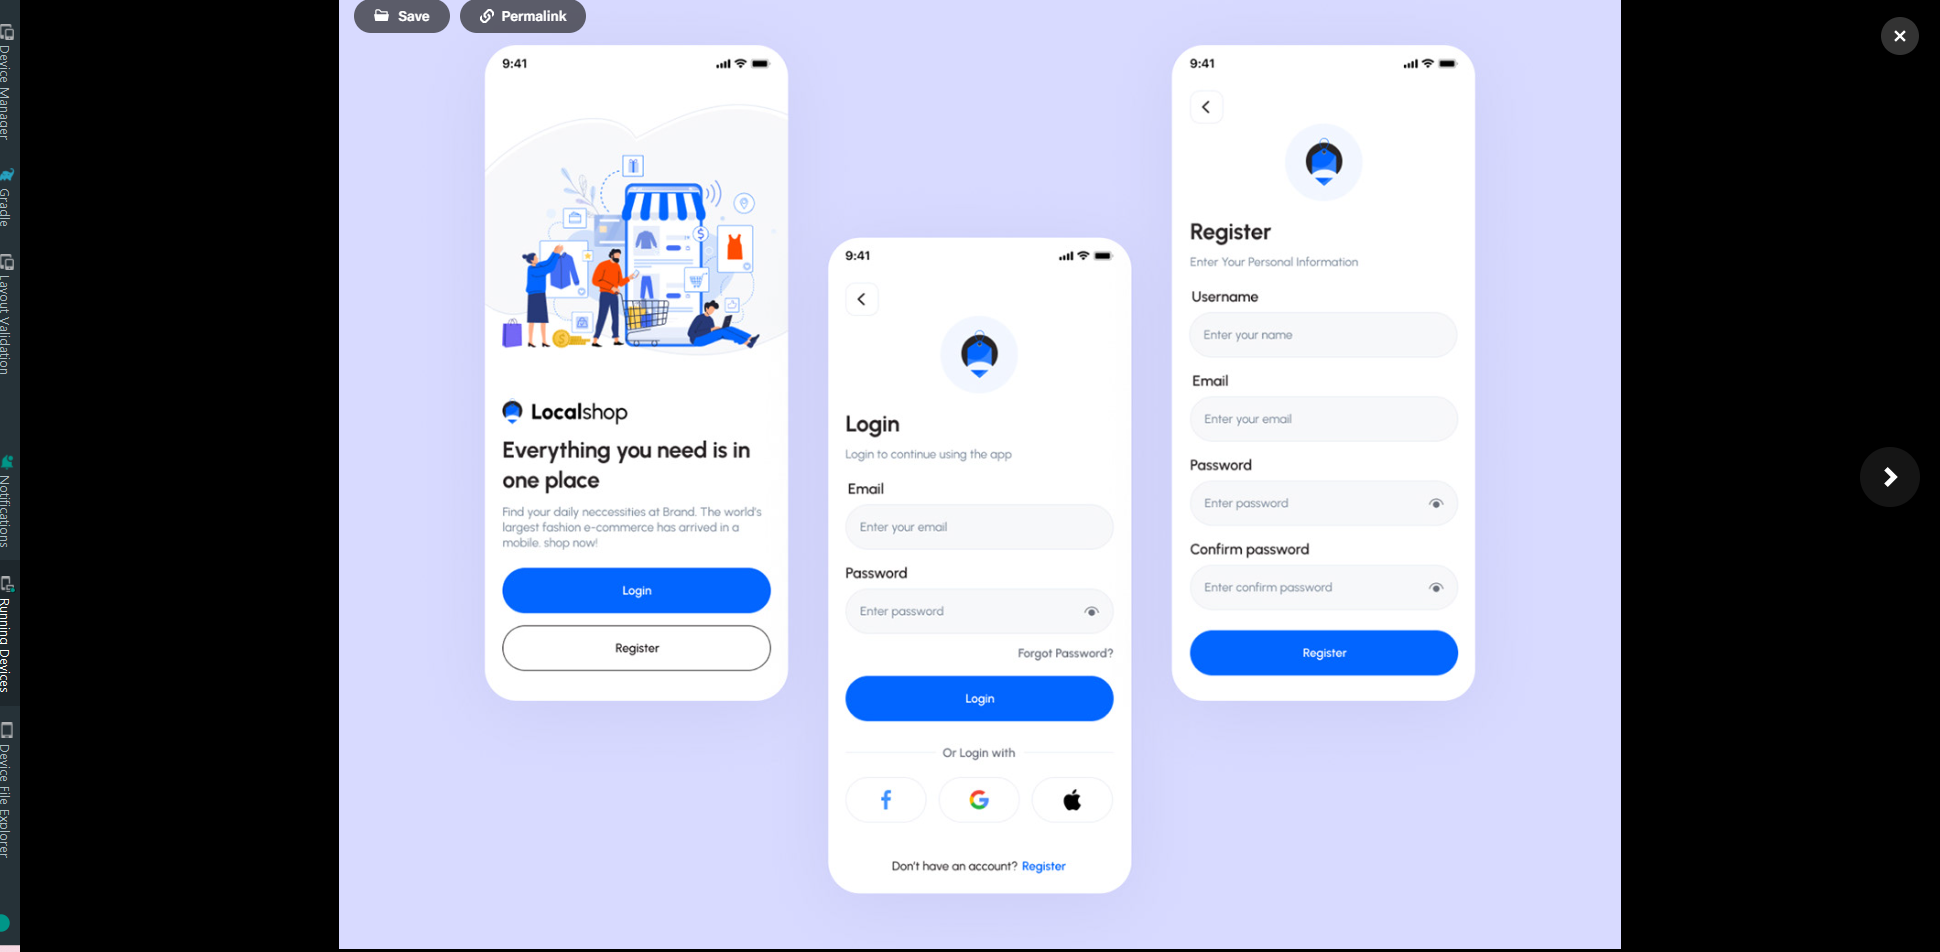 Save
Permalink
Device Manager
Gradle
Layout Validation
Notifications
Running Devices
Device File Explorer
9:41
Localshop
Everything you need is in
one place
Find your daily neccessities at Brand. The world's
largest fashion e-commerce has arrived in a
mobile. shop now!
Login
Register
9:41
Login
Login to continue using the app
Email
Enter your email
Password
Enter password
Forgot Password?
Login
Or Login with
Don't have an account? Register
9:41
Register
Enter Your Personal Information
Username
Enter your name
Email
Enter your email
Password
Enter password
Confirm password
Enter confirm password
Register